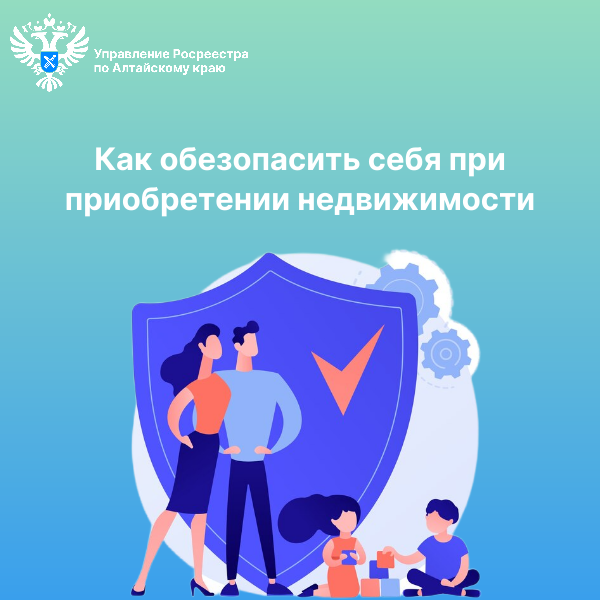 Управление Росреестра
по Алтайскому краю
Как обезопасить себя при
приобретении недвижимости